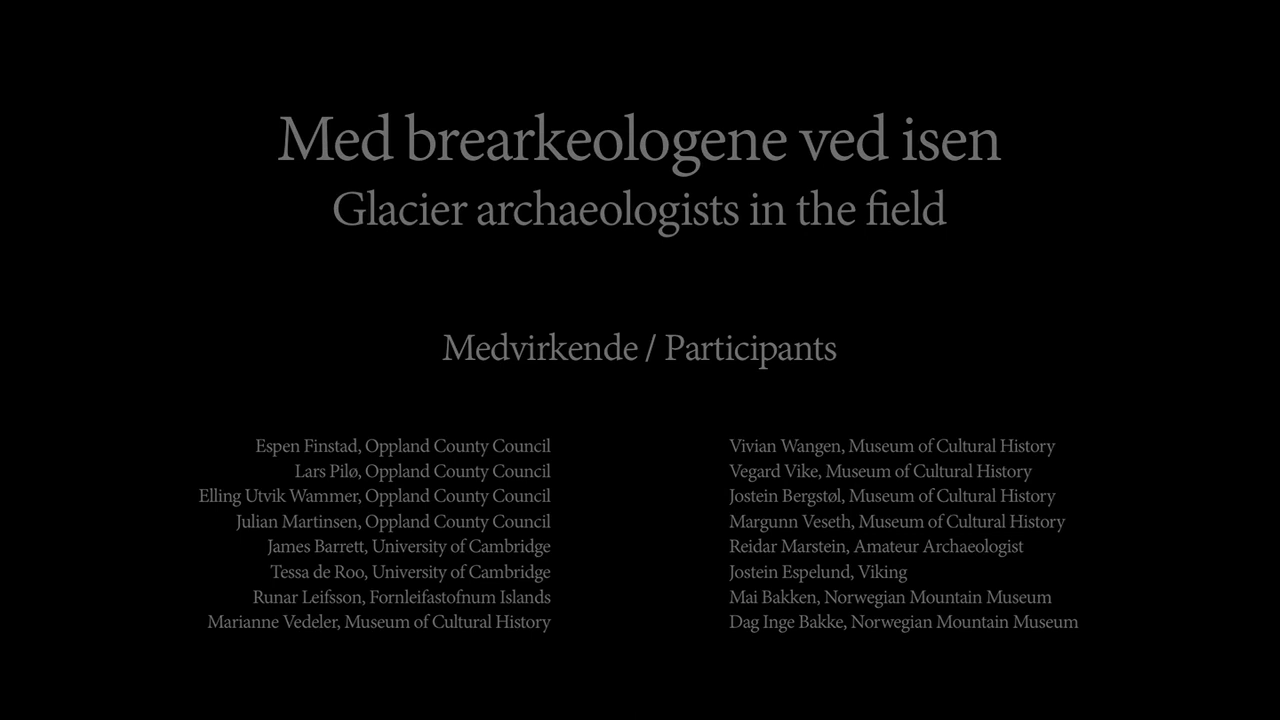 Med brearkeologene ved isen
Glacier archaeologists in the field
Medvirkende / Participants
Espen Finstad, Oppland County Council
Lars Pilø, Oppland County Council
Elling Utvik Wammer, Oppland County Council
Julian Martinsen, Oppland County Council
James Barrett, University of Cambridge
Tessa de Roo, University of Cambridge
Runar Leifsson, Fornleifastofnum Islands
Marianne Vedeler, Museum of Cultural History
Vivian Wangen, Museum of Cultural History
Vegard Vike, Museum of Cultural History
Jostein Bergstøl, Museum of Cultural History
Margunn Veseth, Museum of Cultural History
Reidar Marstein, Amateur Archaeologist
Jostein Espelund, Viking
Mai Bakken, Norwegian Mountain Museum
Dag Inge Bakke, Norwegian Mountain Museum